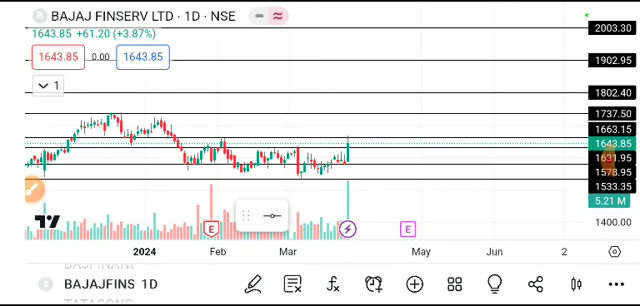 B BAJAJ FINSERV LTD · 1D · NSE
1643.85 +61.20 (+3.87%)
1643.85 0.00 1643.85
1
2003.30
1902.95
1802.40
1737.50
1663.15
1643.85
1631.95
1578.95
1533.35
5.21 M
1400.00
E E
2024 Feb Mar May Jun 2
BAJAJFINS 1D
TATACONS